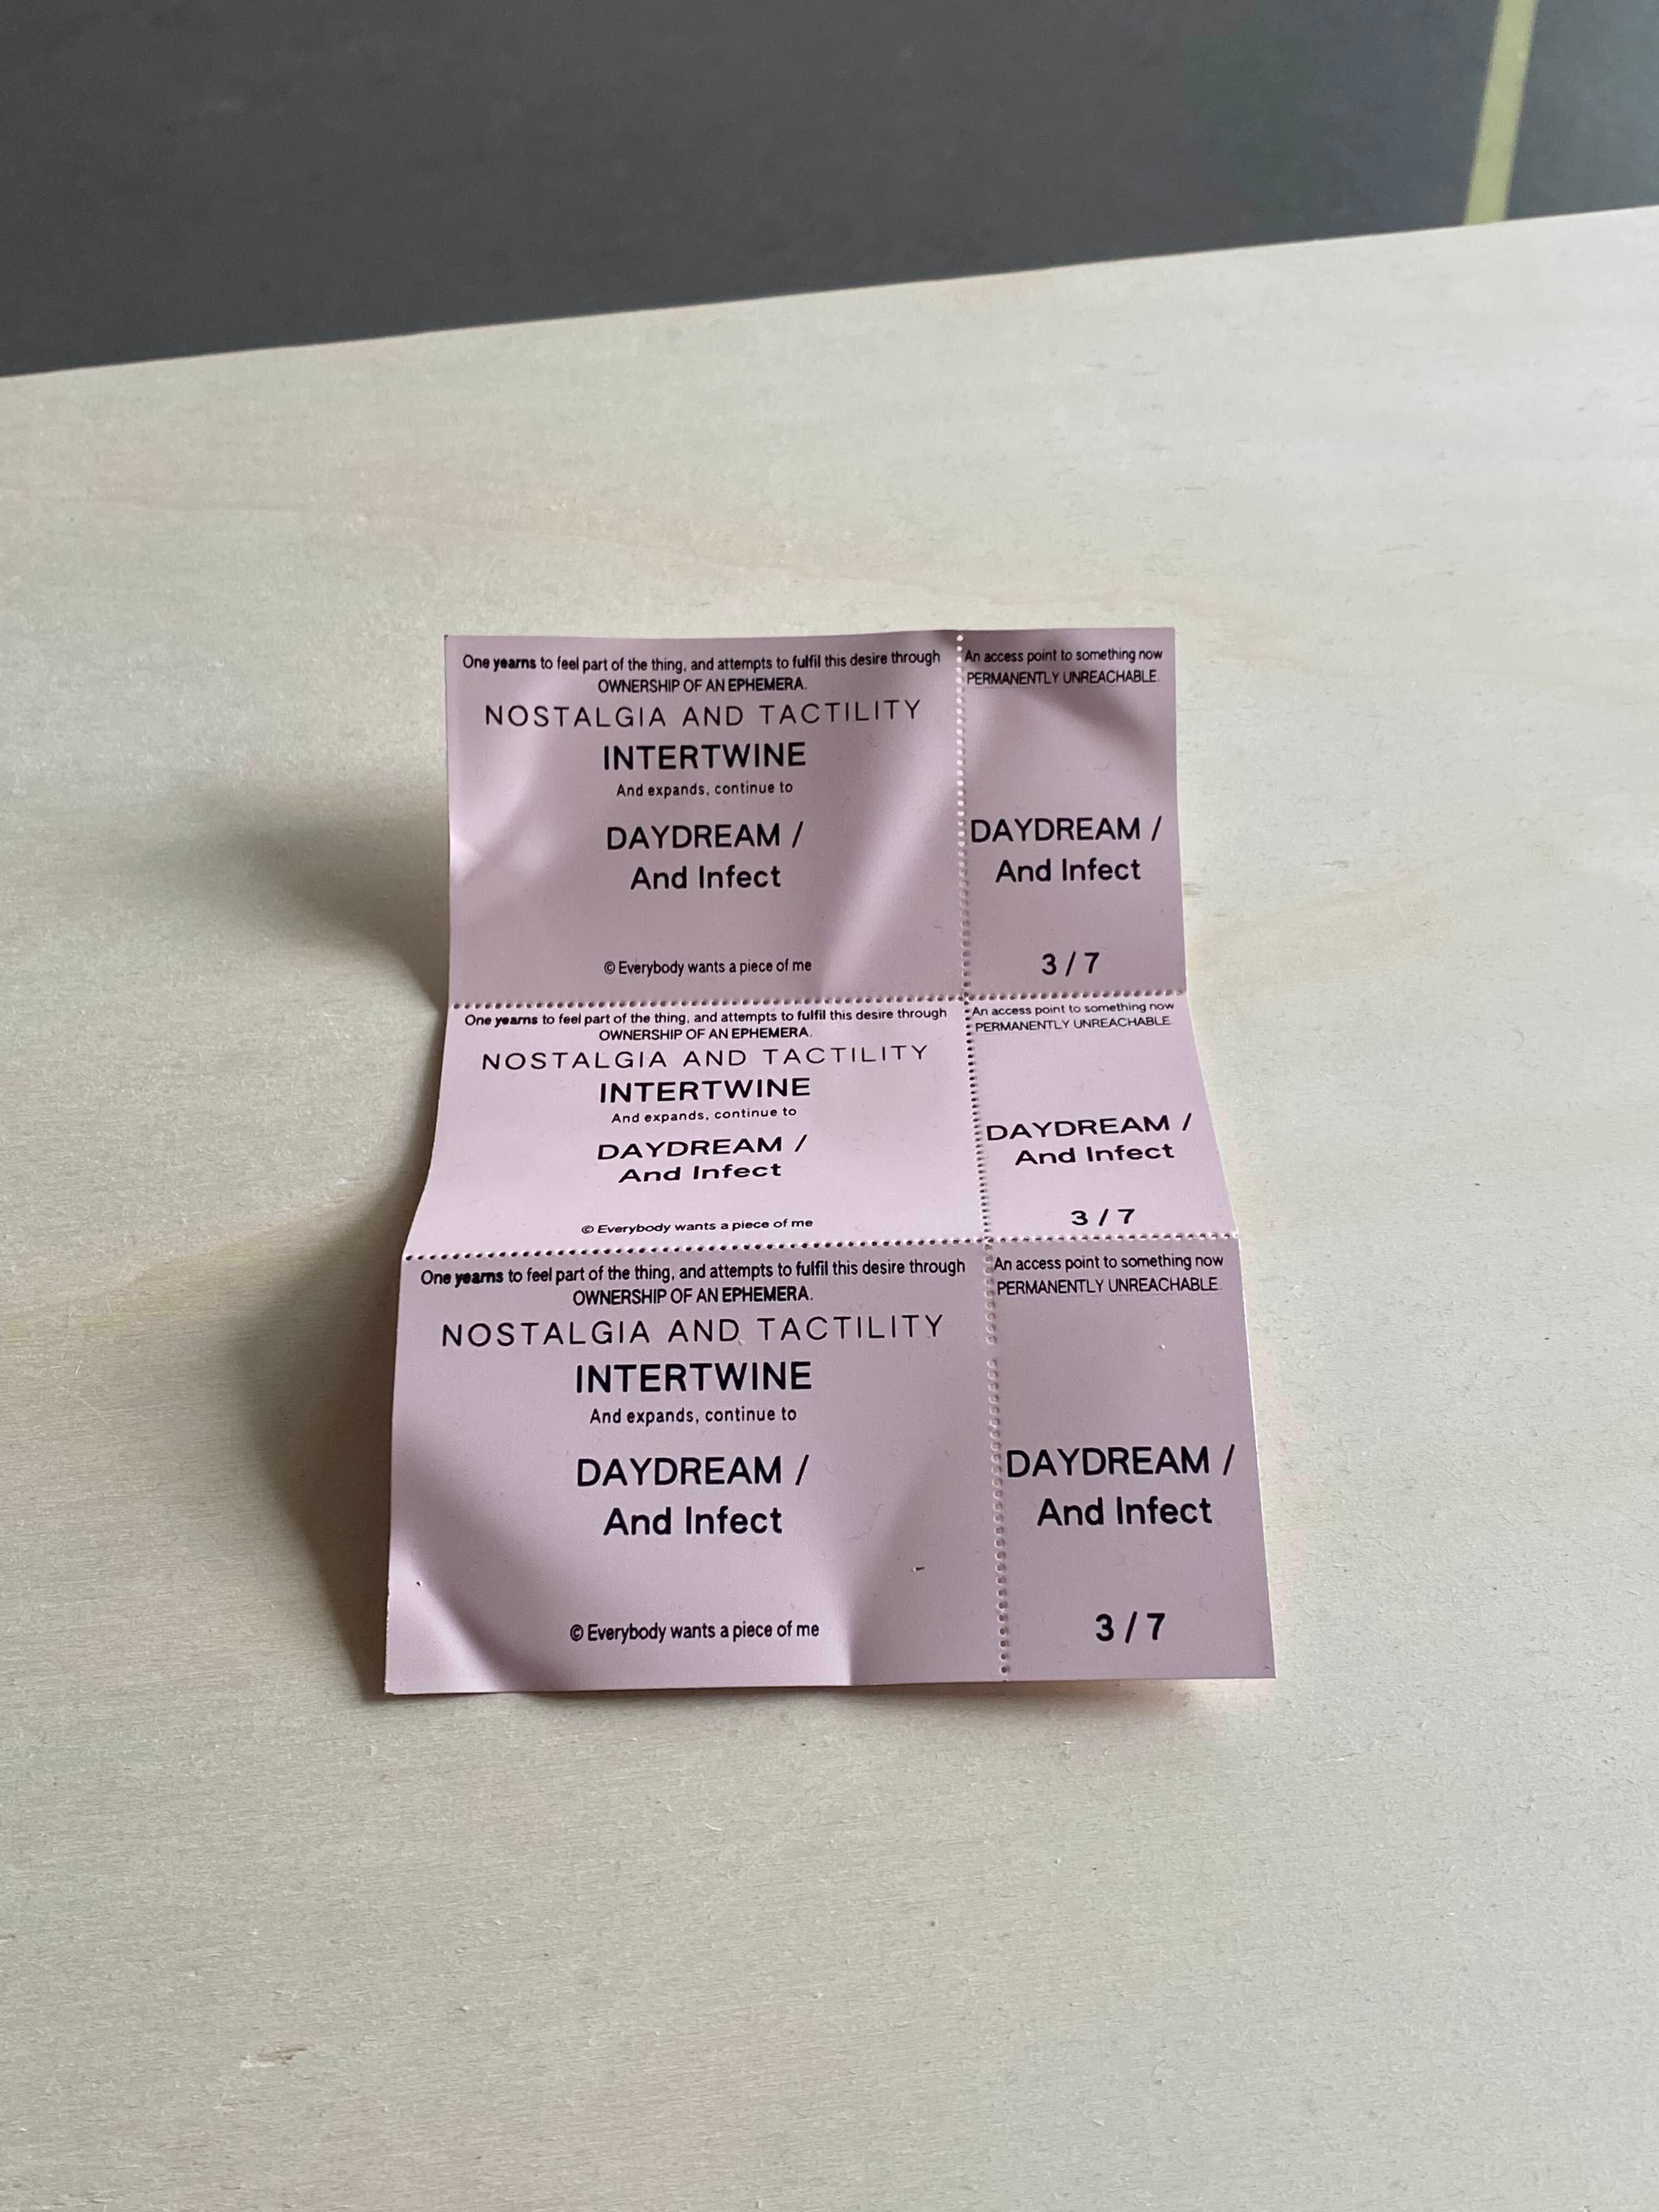 One yearns to feel part of the thing, and attempts to fulfil this desire through
OWNERSHIP OF AN EPHEMERA.
NOSTALGIA AND TACTILITY
INTERTWINE
And expands, continue to
DAYDREAM /
And Infect
© Everybody wants a piece of me
An access point to something now
PERMANENTLY UNREACHABLE.
DAYDREAM /
And Infect
3 / 7
One yearns to feel part of the thing, and attempts to fulfil this desire through
OWNERSHIP OF AN EPHEMERA.
NOSTALGIA AND TACTILITY
INTERTWINE
And expands, continue to
DAYDREAM /
And Infect
© Everybody wants a piece of me
An access point to something now
PERMANENTLY UNREACHABLE.
DAYDREAM /
And Infect
3 / 7
One yearns to feel part of the thing, and attempts to fulfil this desire through
OWNERSHIP OF AN EPHEMERA.
NOSTALGIA AND TACTILITY
INTERTWINE
And expands, continue to
DAYDREAM /
And Infect
© Everybody wants a piece of me
An access point to something now
PERMANENTLY UNREACHABLE.
DAYDREAM /
And Infect
3 / 7